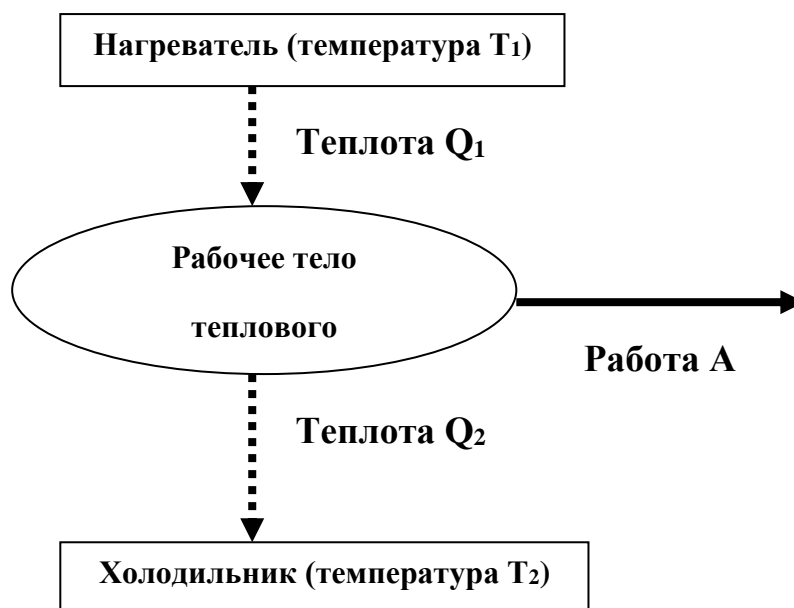 Нагреватель (температура T₁)
Теплота Q₁
Рабочее тело
теплового
Работа A
Теплота Q₂
Холодильник (температура T₂)